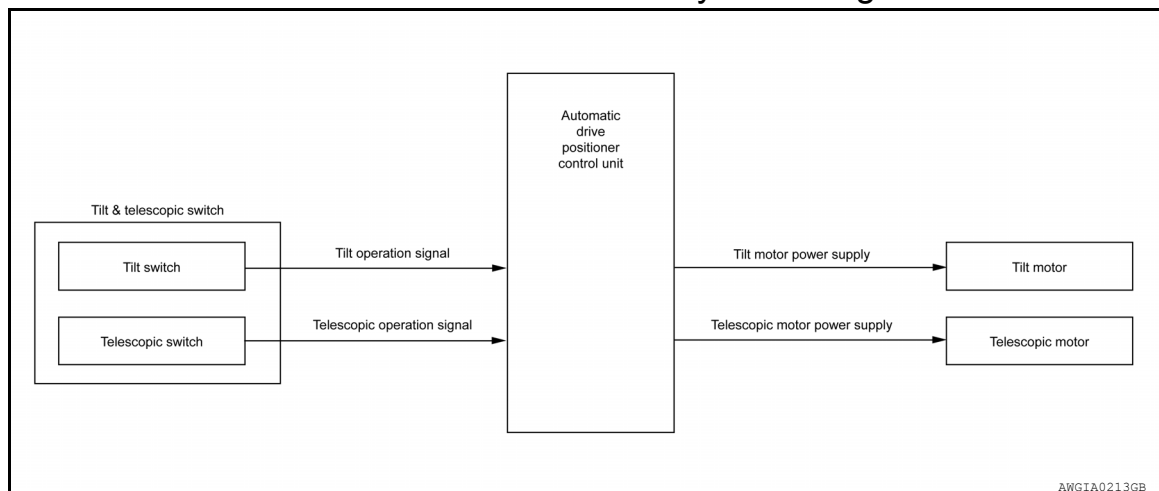 Automatic
drive
positioner
control unit
Tilt & telescopic switch
Tilt switch
Tilt operation signal
Tilt motor power supply
Tilt motor
Telescopic switch
Telescopic operation signal
Telescopic motor power supply
Telescopic motor
AWGIA0213GB